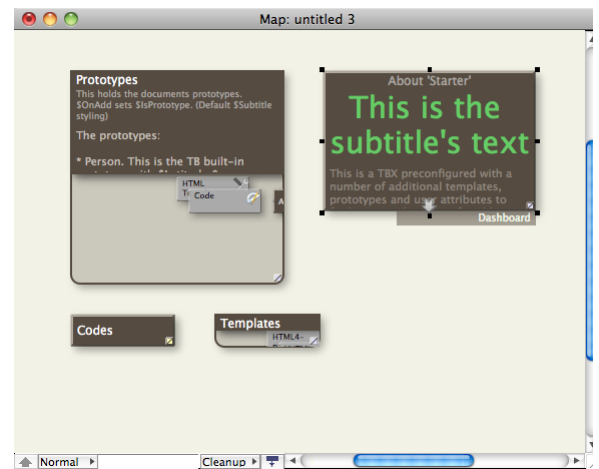 Map: untitled 3
Prototypes
This holds the documents prototypes.
$OnAdd sets $IsPrototype. (Default $Subtitle
styling)
The prototypes:
* Person. This is the TB built-in
HTML
Code
A
About 'Starter'
This is the
subtitle's text
This is a TBX preconfigured with a
number of additional templates,
prototypes and user attributes to
Dashboard
Codes
Templates
HTML4-
Normal
Cleanup